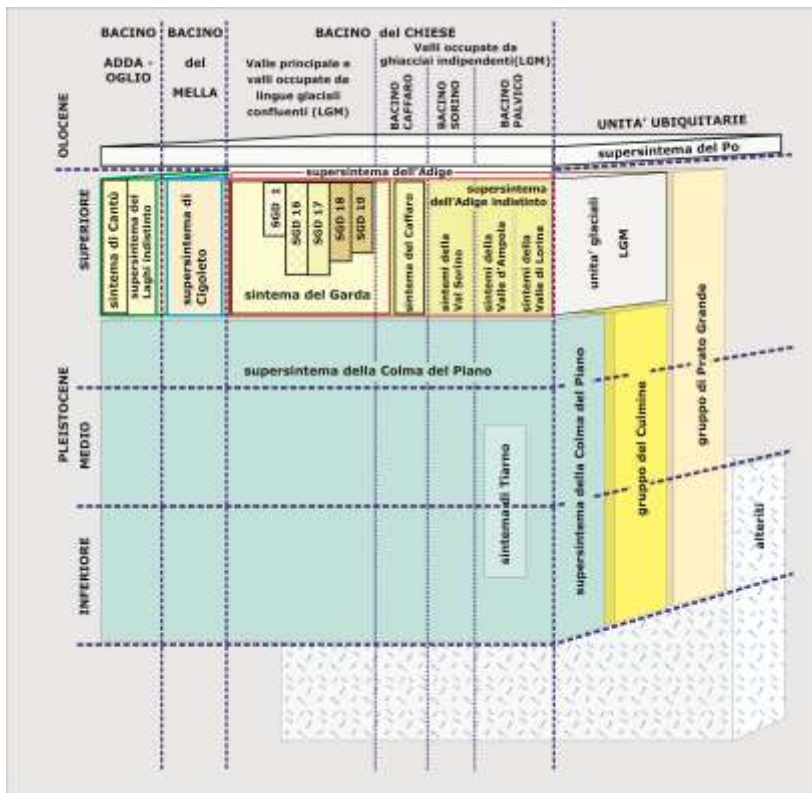 BACINO
ADDA -
OGLIO
BACINO
del
MELLA
BACINO del CHIESE
Valle principale e
valli occupate da
lingue glaciali
confluenti (LGM)
Valli occupate da
ghiacciai indipendenti(LGM)
BACINO
CAFFARO
BACINO
SORINO
BACINO
PALVICO
UNITA' UBIQUITARIE
OLOCENE
supersintema del Po
supersintema dell'Adige
PLEISTOCENE
SUPERIORE
sintema di Cantù
supersintema dei
Laghi indistinto
supersintema di
Cigoleto
SGD 16
SGD 17
SGD 18
SGD 19
sintema del Garda
sintema del Caffaro
supersintema
dell'Adige indistinto
sintemi della
Val Sorino
sintemi della
Valle d'Ampola
sintemi della
Valle di Lorina
unita' glaciali
LGM
supersintema della Colma del Piano
MEDIO
sintema di Tiarno
INFERIORE
supersintema della Colma del Piano
gruppo del Culmine
gruppo di Prato Grande
alteriti